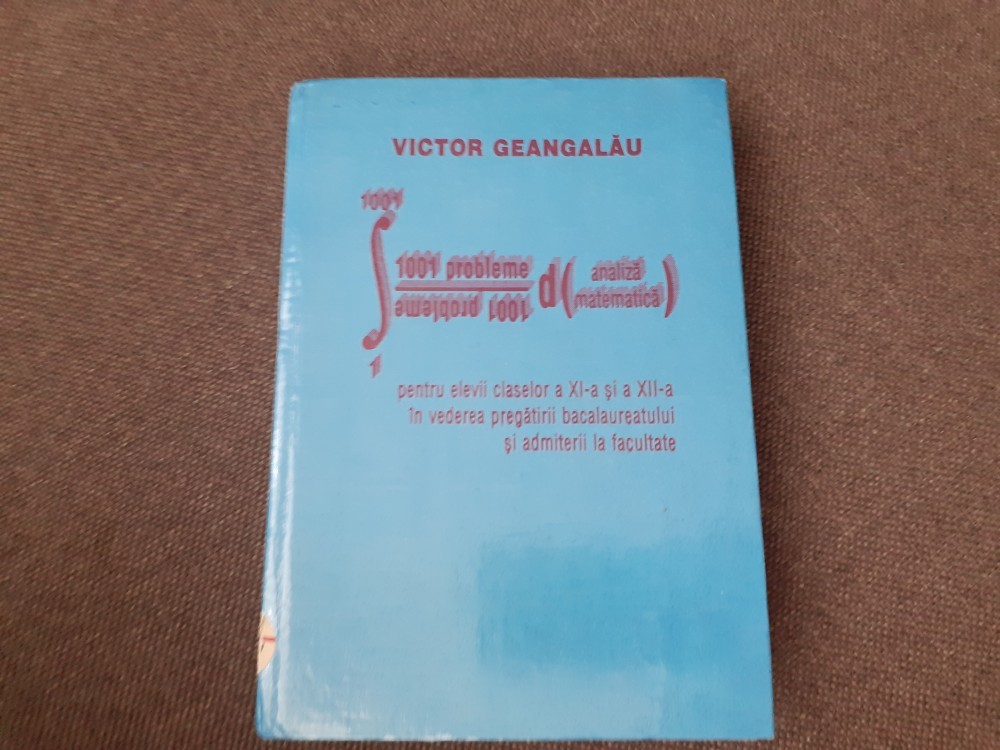 VICTOR GEANGALĂU
1001
1001 probleme
1001 probleme
d( analiză
matematică )
1
pentru elevii claselor a XI-a și a XII-a
în vederea pregătirii bacalaureatului
și admiterii la facultate